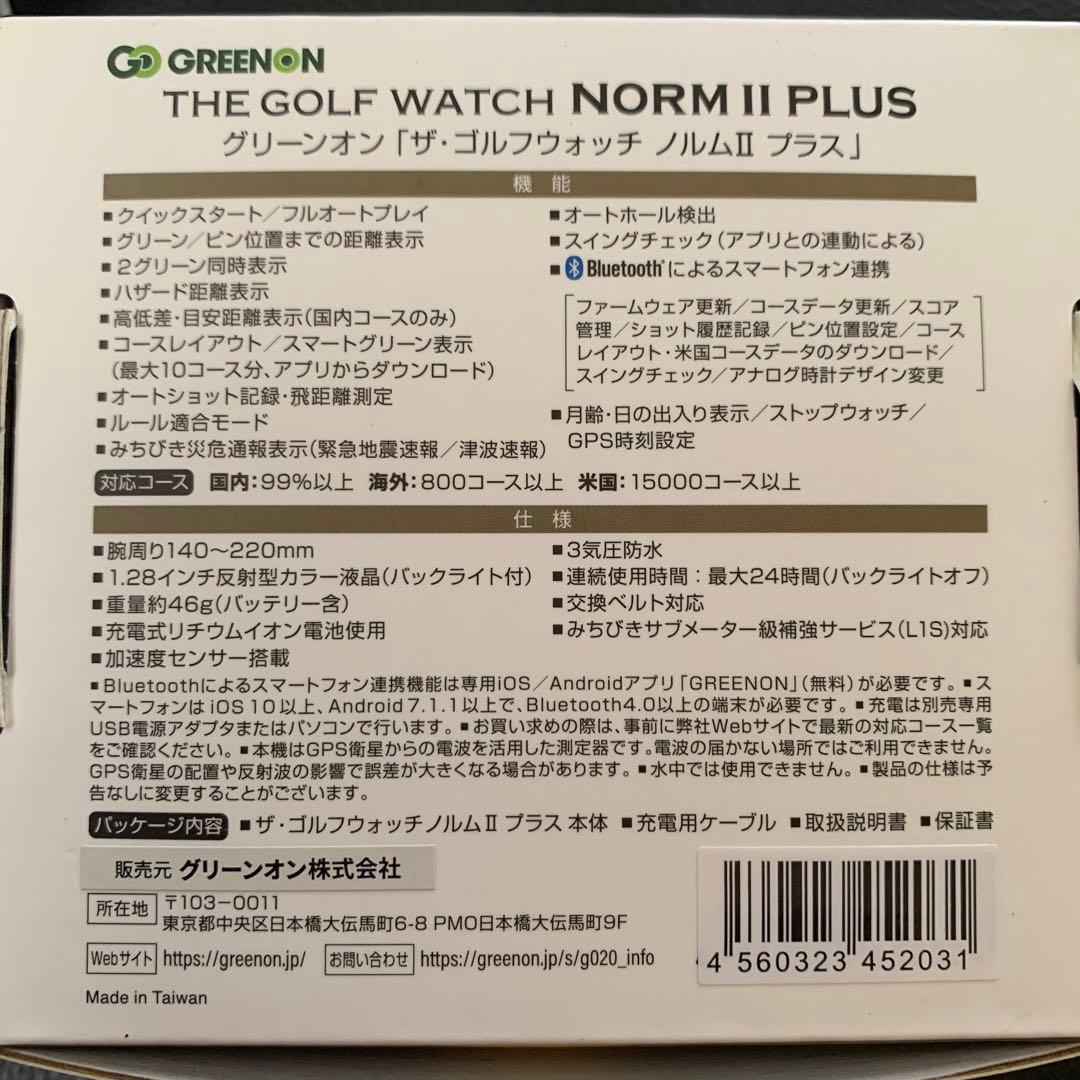 GREENON
THE GOLF WATCH NORM II PLUS
グリーンオン「ザ・ゴルフウォッチ ノルムⅡ プラス」
機 能
■クイックスタート／フルオートプレイ
■グリーン／ピン位置までの距離表示
■2グリーン同時表示
■ハザード距離表示
■高低差・目安距離表示(国内コースのみ)
■コースレイアウト／スマートグリーン表示
(最大10コース分、アプリからダウンロード)
■オートショット記録・飛距離測定
■ルール適合モード
■みちびき災危通報表示(緊急地震速報／津波速報)
■オートホール検出
■スイングチェック(アプリとの連動による)
■Bluetooth®によるスマートフォン連携
ファームウェア更新／コースデータ更新／スコア
管理／ショット履歴記録／ピン位置設定／コース
レイアウト・米国コースデータのダウンロード／
スイングチェック／アナログ時計デザイン変更
■月齢・日の出入り表示／ストップウォッチ／
GPS時刻設定
対応コース 国内:99%以上 海外:800コース以上 米国:15000コース以上
仕 様
■腕周り140〜220mm
■1.28インチ反射型カラー液晶(バックライト付)
■重量約46g(バッテリー含)
■充電式リチウムイオン電池使用
■加速度センサー搭載
■3気圧防水
■連続使用時間：最大24時間(バックライトオフ)
■交換ベルト対応
■みちびきサブメーター級補強サービス(L1S)対応
■Bluetoothによるスマートフォン連携機能は専用iOS／Androidアプリ「GREENON」(無料)が必要です。■ス
マートフォンは iOS 10以上、Android 7.1.1以上で、Bluetooth4.0以上の端末が必要です。■充電は別売専用
USB電源アダプタまたはパソコンで行います。■お買い求めの際は、事前に弊社Webサイトで最新の対応コース一覧
をご確認ください。■本機はGPS衛星からの電波を活用した測定器です。電波の届かない場所ではご利用できません。
GPS衛星の配置や反射波の影響で誤差が大きくなる場合があります。■水中では使用できません。■製品の仕様は予
告なしに変更することがございます。
パッケージ内容 ■ザ・ゴルフウォッチノルムⅡ プラス 本体 ■充電用ケーブル ■取扱説明書 ■保証書
販売元 グリーンオン株式会社
所在地 〒103-0011
東京都中央区日本橋大伝馬町6-8 PMO日本橋大伝馬町9F
Webサイト https://greenon.jp/ お問い合わせ https://greenon.jp/s/g020_info
Made in Taiwan
4 560323 452031